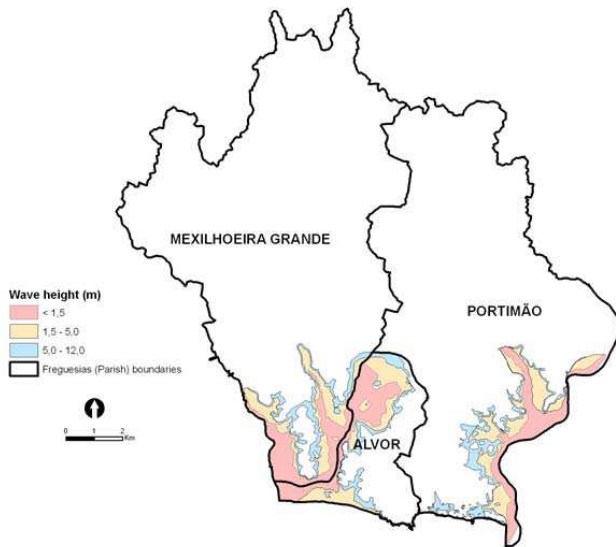 MEXILHOEIRA GRANDE
PORTIMÃO
ALVOR
Wave height (m)
< 1,5
1,5 - 5,0
5,0 - 12,0
Freguesias (Parish) boundaries
0 1 2
Km